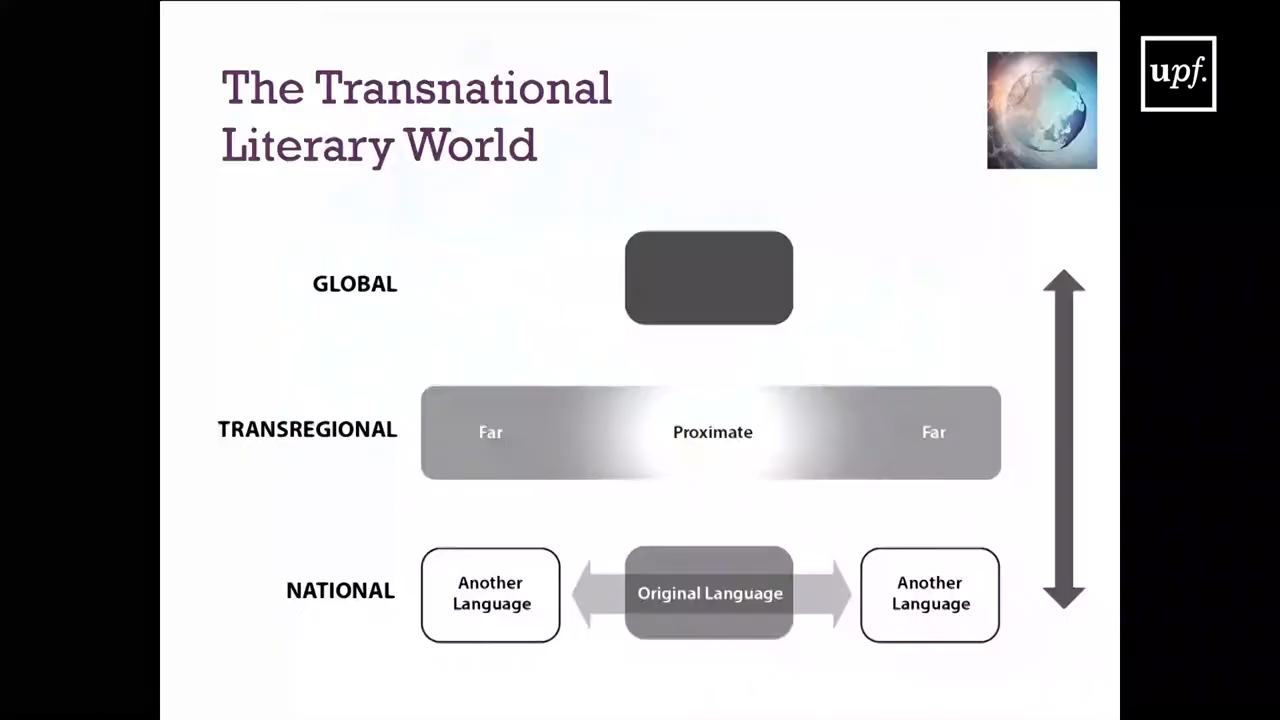 The Transnational
Literary World
upf.
GLOBAL
TRANSREGIONAL
Far
Proximate
Far
NATIONAL
Another
Language
Original Language
Another
Language